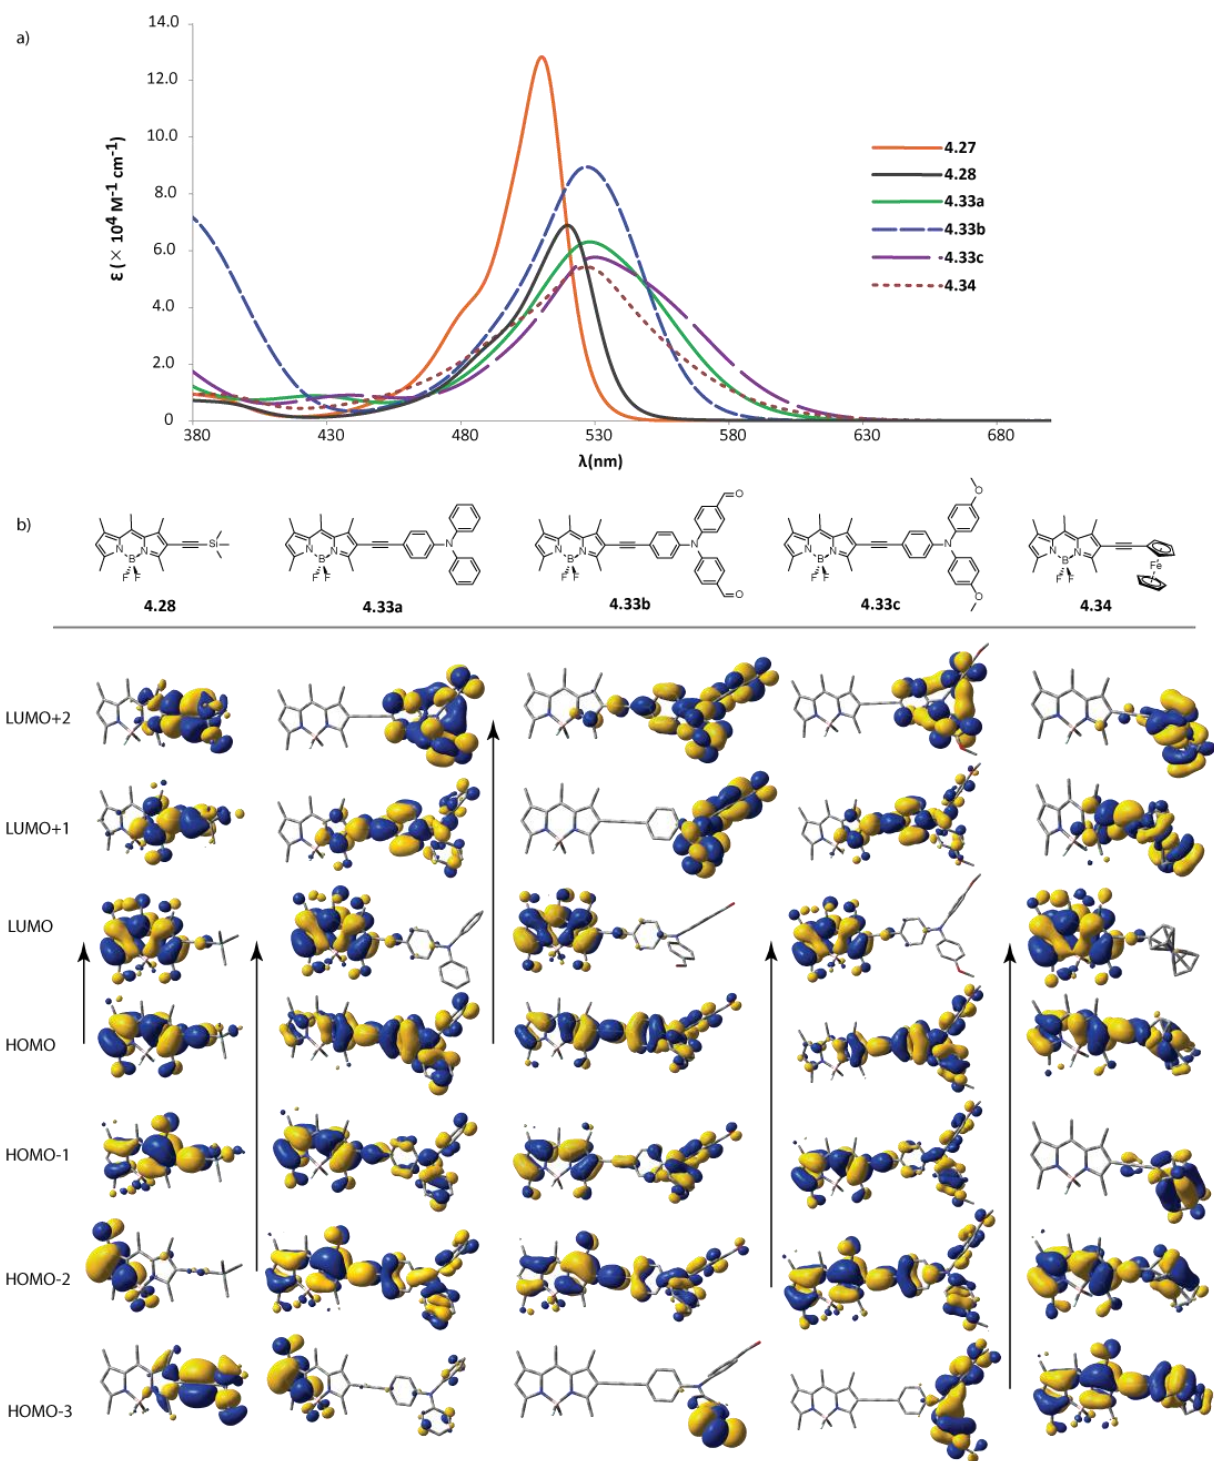 a)
14.0
12.0
10.0
8.0
6.0
4.0
2.0
0
ε (× 10⁴ M⁻¹ cm⁻¹)
380 430 480 530 580 630 680
λ(nm)
4.27
4.28
4.33a
4.33b
4.33c
4.34
b)
N N B F F Si
N N B F F N
N N B F F N O O
N N B F F N O O
N N B F F Fe
4.28 4.33a 4.33b 4.33c 4.34
LUMO+2
LUMO+1
LUMO
HOMO
HOMO-1
HOMO-2
HOMO-3